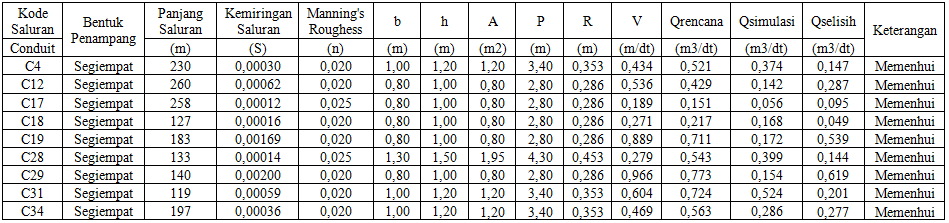 Kode Saluran Bentuk Penampang Panjang Saluran Kemiringan Saluran Manning's Roughess b h A P R V Qrencana Qsimulasi Qselisih Keterangan
Conduit (m) (S) (n) (m) (m) (m2) (m) (m) (m/dt) (m3/dt) (m3/dt) (m3/dt)
C4 Segiempat 230 0,00030 0,020 1,00 1,20 1,20 3,40 0,353 0,434 0,521 0,374 0,147 Memenhui
C12 Segiempat 260 0,00062 0,020 0,80 1,00 0,80 2,80 0,286 0,536 0,429 0,142 0,287 Memenhui
C17 Segiempat 258 0,00012 0,025 0,80 1,00 0,80 2,80 0,286 0,189 0,151 0,056 0,095 Memenhui
C18 Segiempat 127 0,00016 0,020 0,80 1,00 0,80 2,80 0,286 0,271 0,217 0,168 0,049 Memenhui
C19 Segiempat 183 0,00169 0,020 0,80 1,00 0,80 2,80 0,286 0,889 0,711 0,172 0,539 Memenhui
C28 Segiempat 133 0,00014 0,025 1,30 1,50 1,95 4,30 0,453 0,279 0,543 0,399 0,144 Memenhui
C29 Segiempat 140 0,00200 0,020 0,80 1,00 0,80 2,80 0,286 0,966 0,773 0,154 0,619 Memenhui
C31 Segiempat 119 0,00059 0,020 1,00 1,20 1,20 3,40 0,353 0,604 0,724 0,524 0,201 Memenhui
C34 Segiempat 197 0,00036 0,020 1,00 1,20 1,20 3,40 0,353 0,469 0,563 0,286 0,277 Memenhui